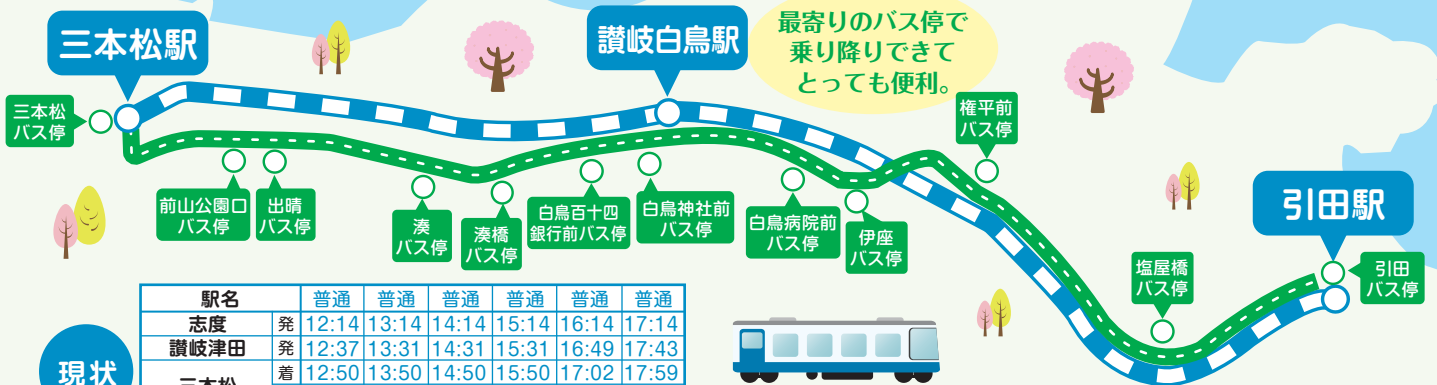 三本松駅
讃岐白鳥駅
最寄りのバス停で
乗り降りできて
とっても便利。
三本松
バス停
権平前
バス停
引田駅
前山公園口
バス停
出晴
バス停
湊
バス停
湊橋
バス停
白鳥百十四
銀行前バス停
白鳥神社前
バス停
白鳥病院前
バス停
伊座
バス停
塩屋橋
バス停
引田
バス停
現状
駅名 普通 普通 普通 普通 普通 普通
志度 発 12:14 13:14 14:14 15:14 16:14 17:14
讃岐津田 発 12:37 13:31 14:31 15:31 16:49 17:43
三本松 着 12:50 13:50 14:50 15:50 17:02 17:59